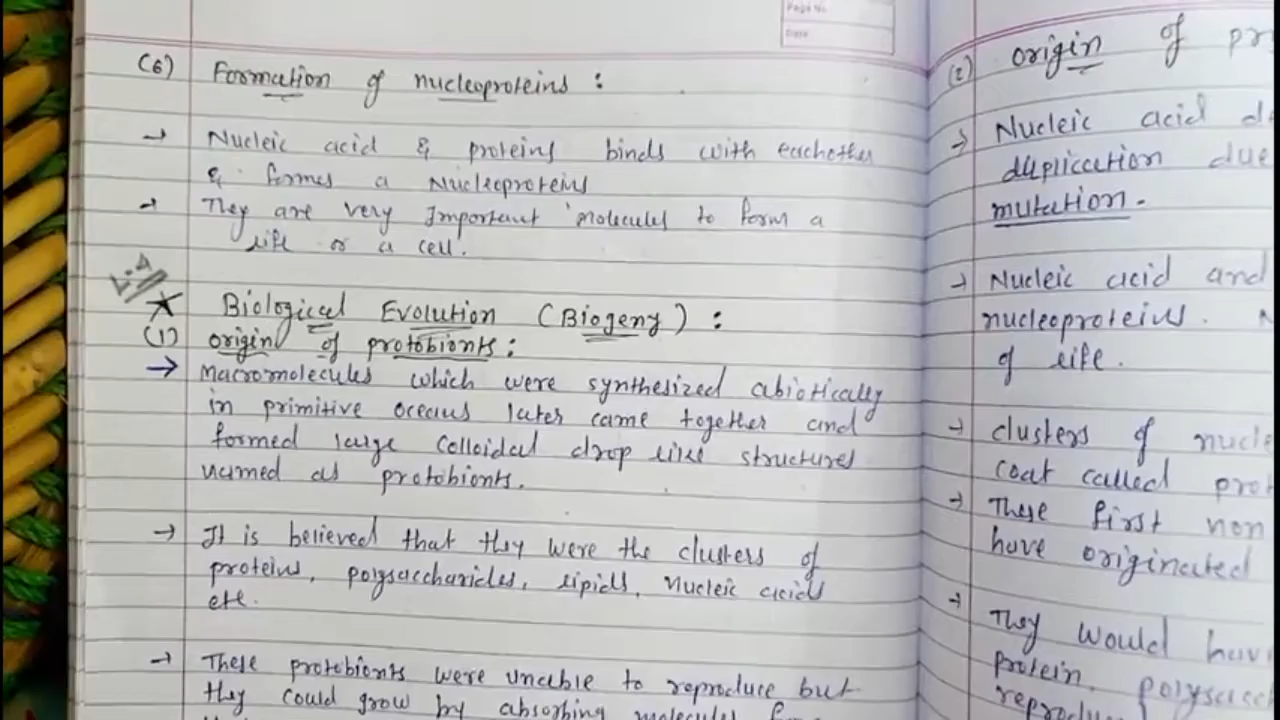 Page No.
Date
(6) Formation of nucleoproteins :
→ Nucleic acid & proteins binds with eachother
& formes a Nucleoproteins
→ They are very Important molecules to form a
life or a cell.
L.A
★ Biological Evolution (Biogeny) :
(1) origin of protobionts :
→ Macromolecules which were synthesized abiotically
in primitive oceans later came together and
formed large colloidal drop like structures
named as protobionts.
→ It is believed that they were the clusters of
proteins, polysaccharides, lipids, Nucleic acids
etc.
→ These protobionts were unable to reproduce but
they could grow by absorbing molecules
(2) origin of
→ Nucleic acid
duplication due
mutation.
→ Nucleic acid and
nucleoproteins.
of life.
→ clusters of
coat called
→ These first non
have originated
→ They would
protein,